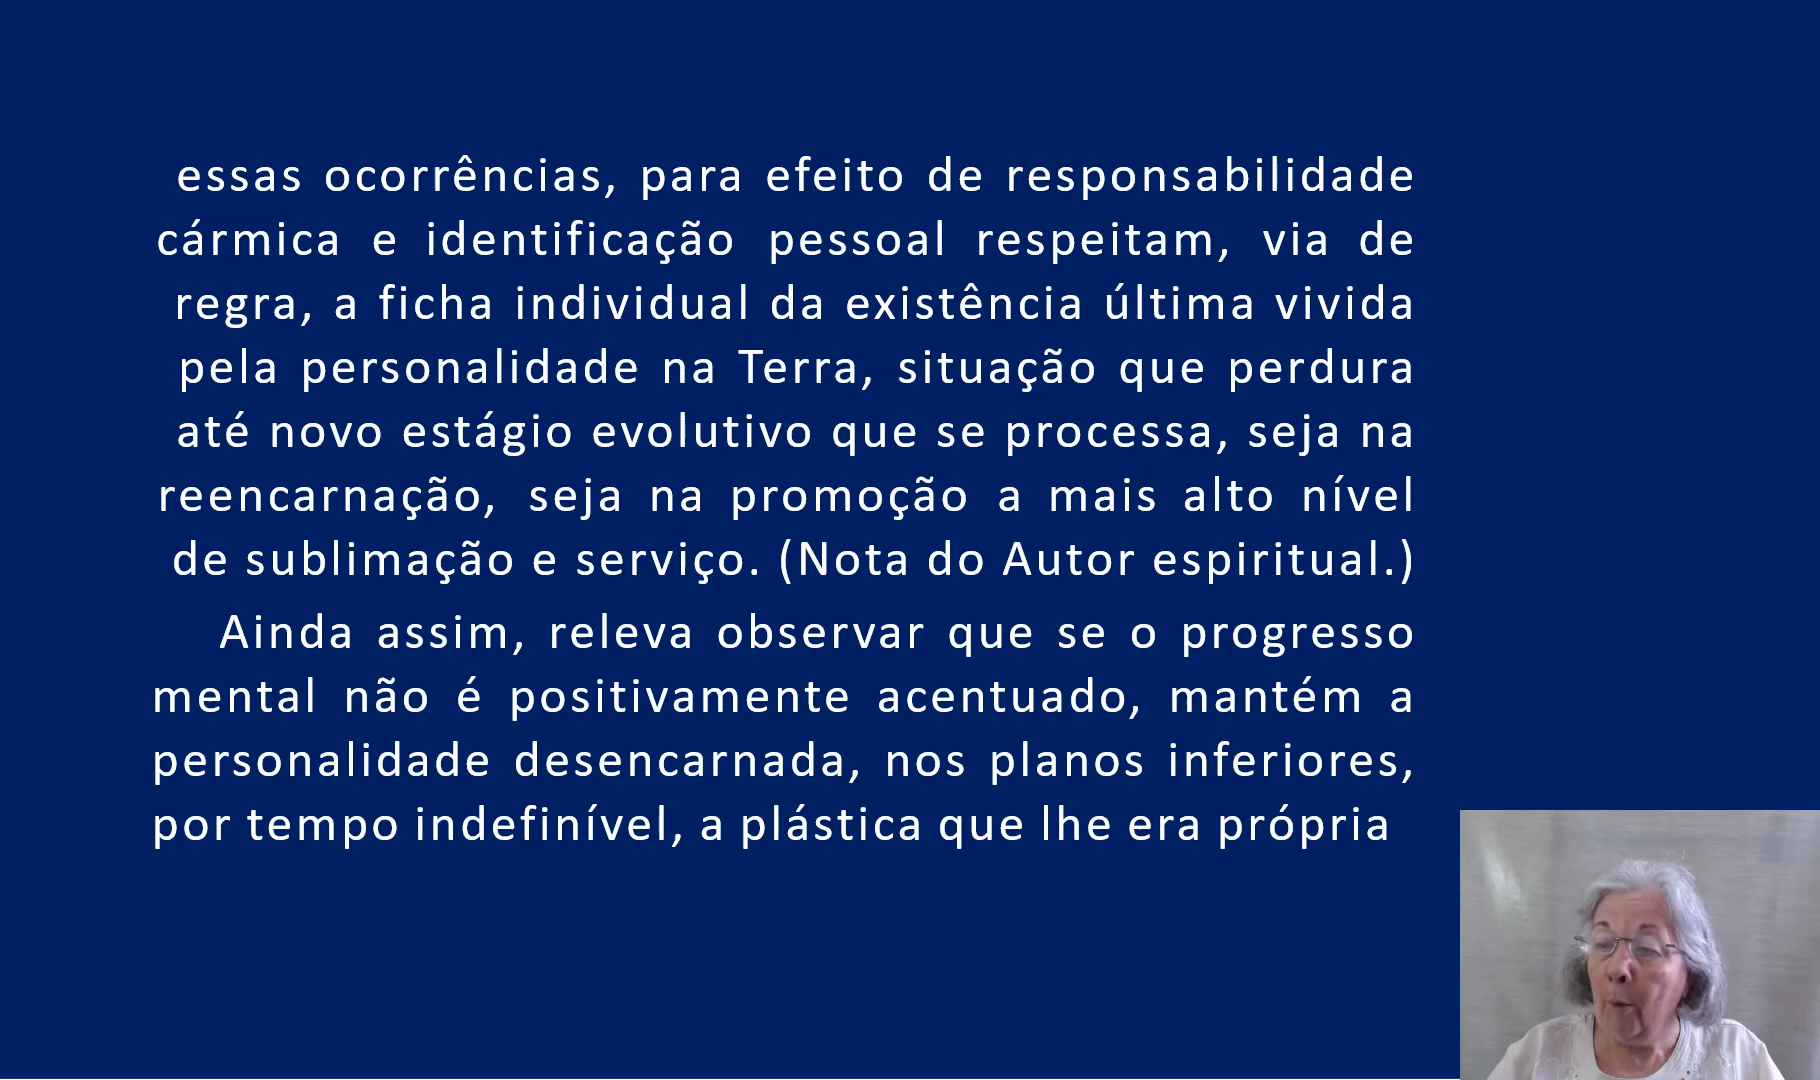 essas ocorrências, para efeito de responsabilidade
cármica e identificação pessoal respeitam, via de
regra, a ficha individual da existência última vivida
pela personalidade na Terra, situação que perdura
até novo estágio evolutivo que se processa, seja na
reencarnação, seja na promoção a mais alto nível
de sublimação e serviço. (Nota do Autor espiritual.)
Ainda assim, releva observar que se o progresso
mental não é positivamente acentuado, mantém a
personalidade desencarnada, nos planos inferiores,
por tempo indefinível, a plástica que lhe era própria